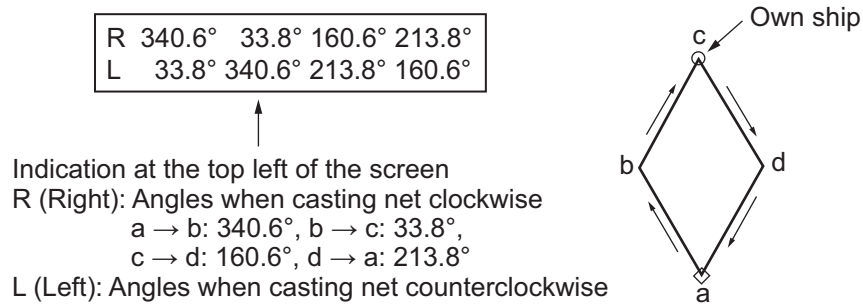 R 340.6° 33.8° 160.6° 213.8°
L 33.8° 340.6° 213.8° 160.6°
Indication at the top left of the screen
R (Right): Angles when casting net clockwise
a → b: 340.6°, b → c: 33.8°,
c → d: 160.6°, d → a: 213.8°
L (Left): Angles when casting net counterclockwise
Own ship
c
b
d
a